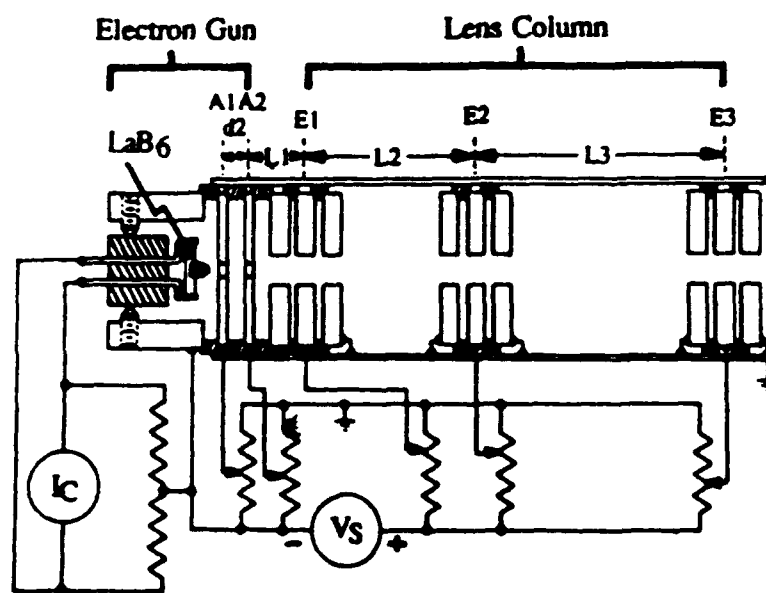 Electron Gun
Lens Column
A1 A2
d2
E1
E2
E3
L1
L2
L3
LaB6
IC
VS
- +